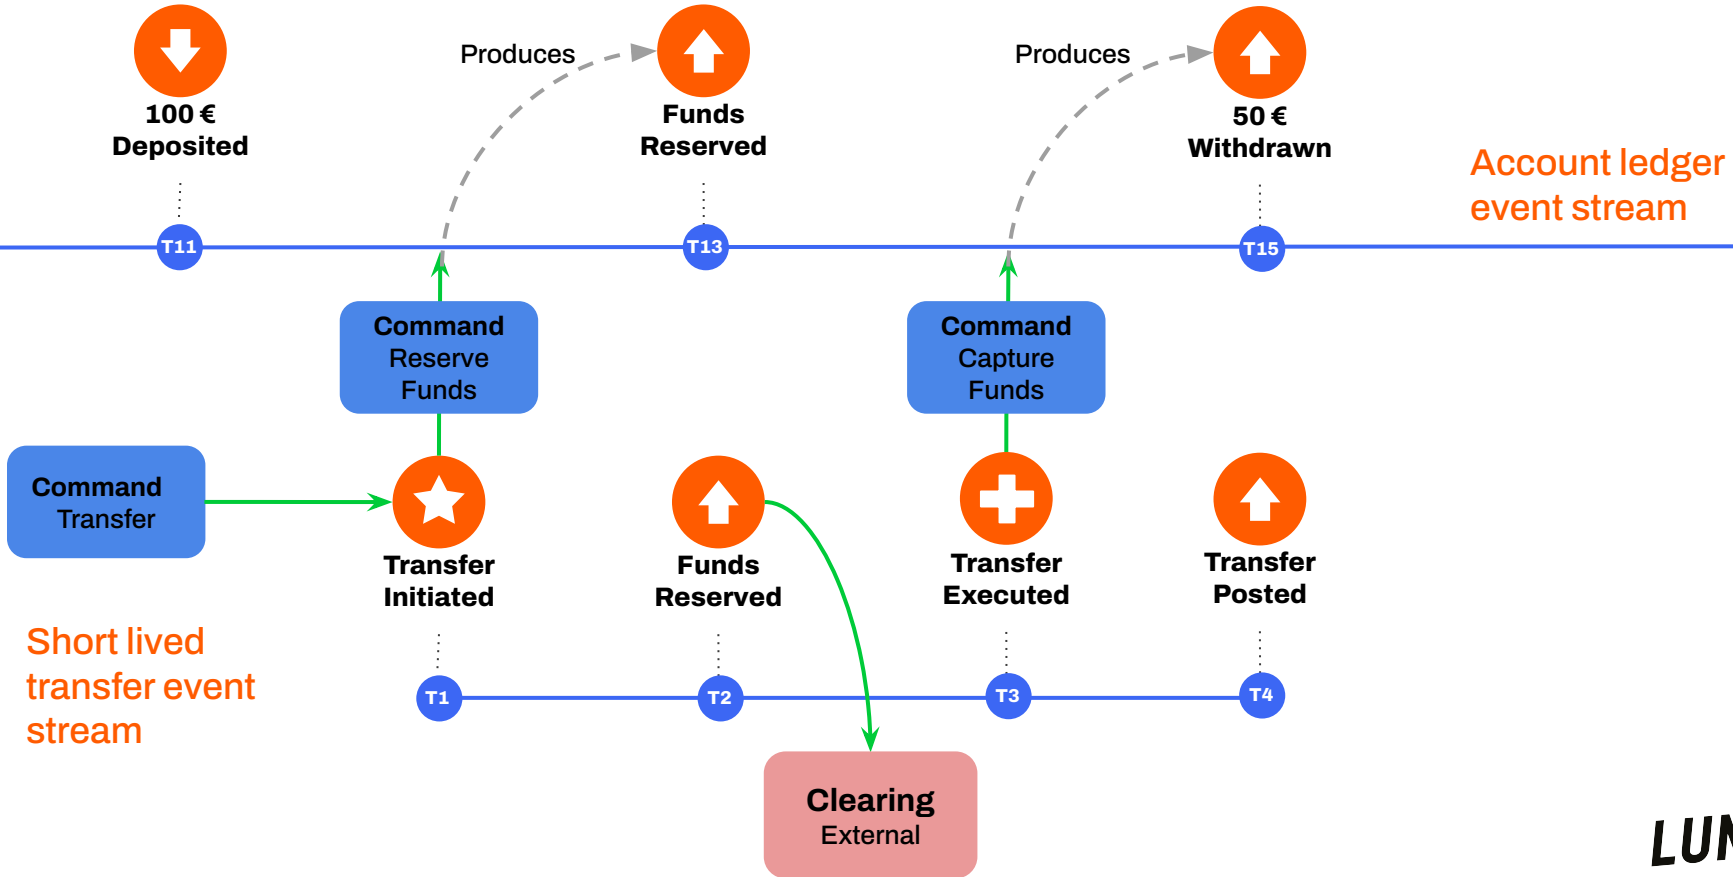 Produces
Produces
100 €
Deposited
Funds
Reserved
50 €
Withdrawn
Account ledger
event stream
T11
T13
T15
Command
Reserve
Funds
Command
Capture
Funds
Command
Transfer
Transfer
Initiated
Funds
Reserved
Transfer
Executed
Transfer
Posted
Short lived
transfer event
stream
T1
T2
T3
T4
Clearing
External